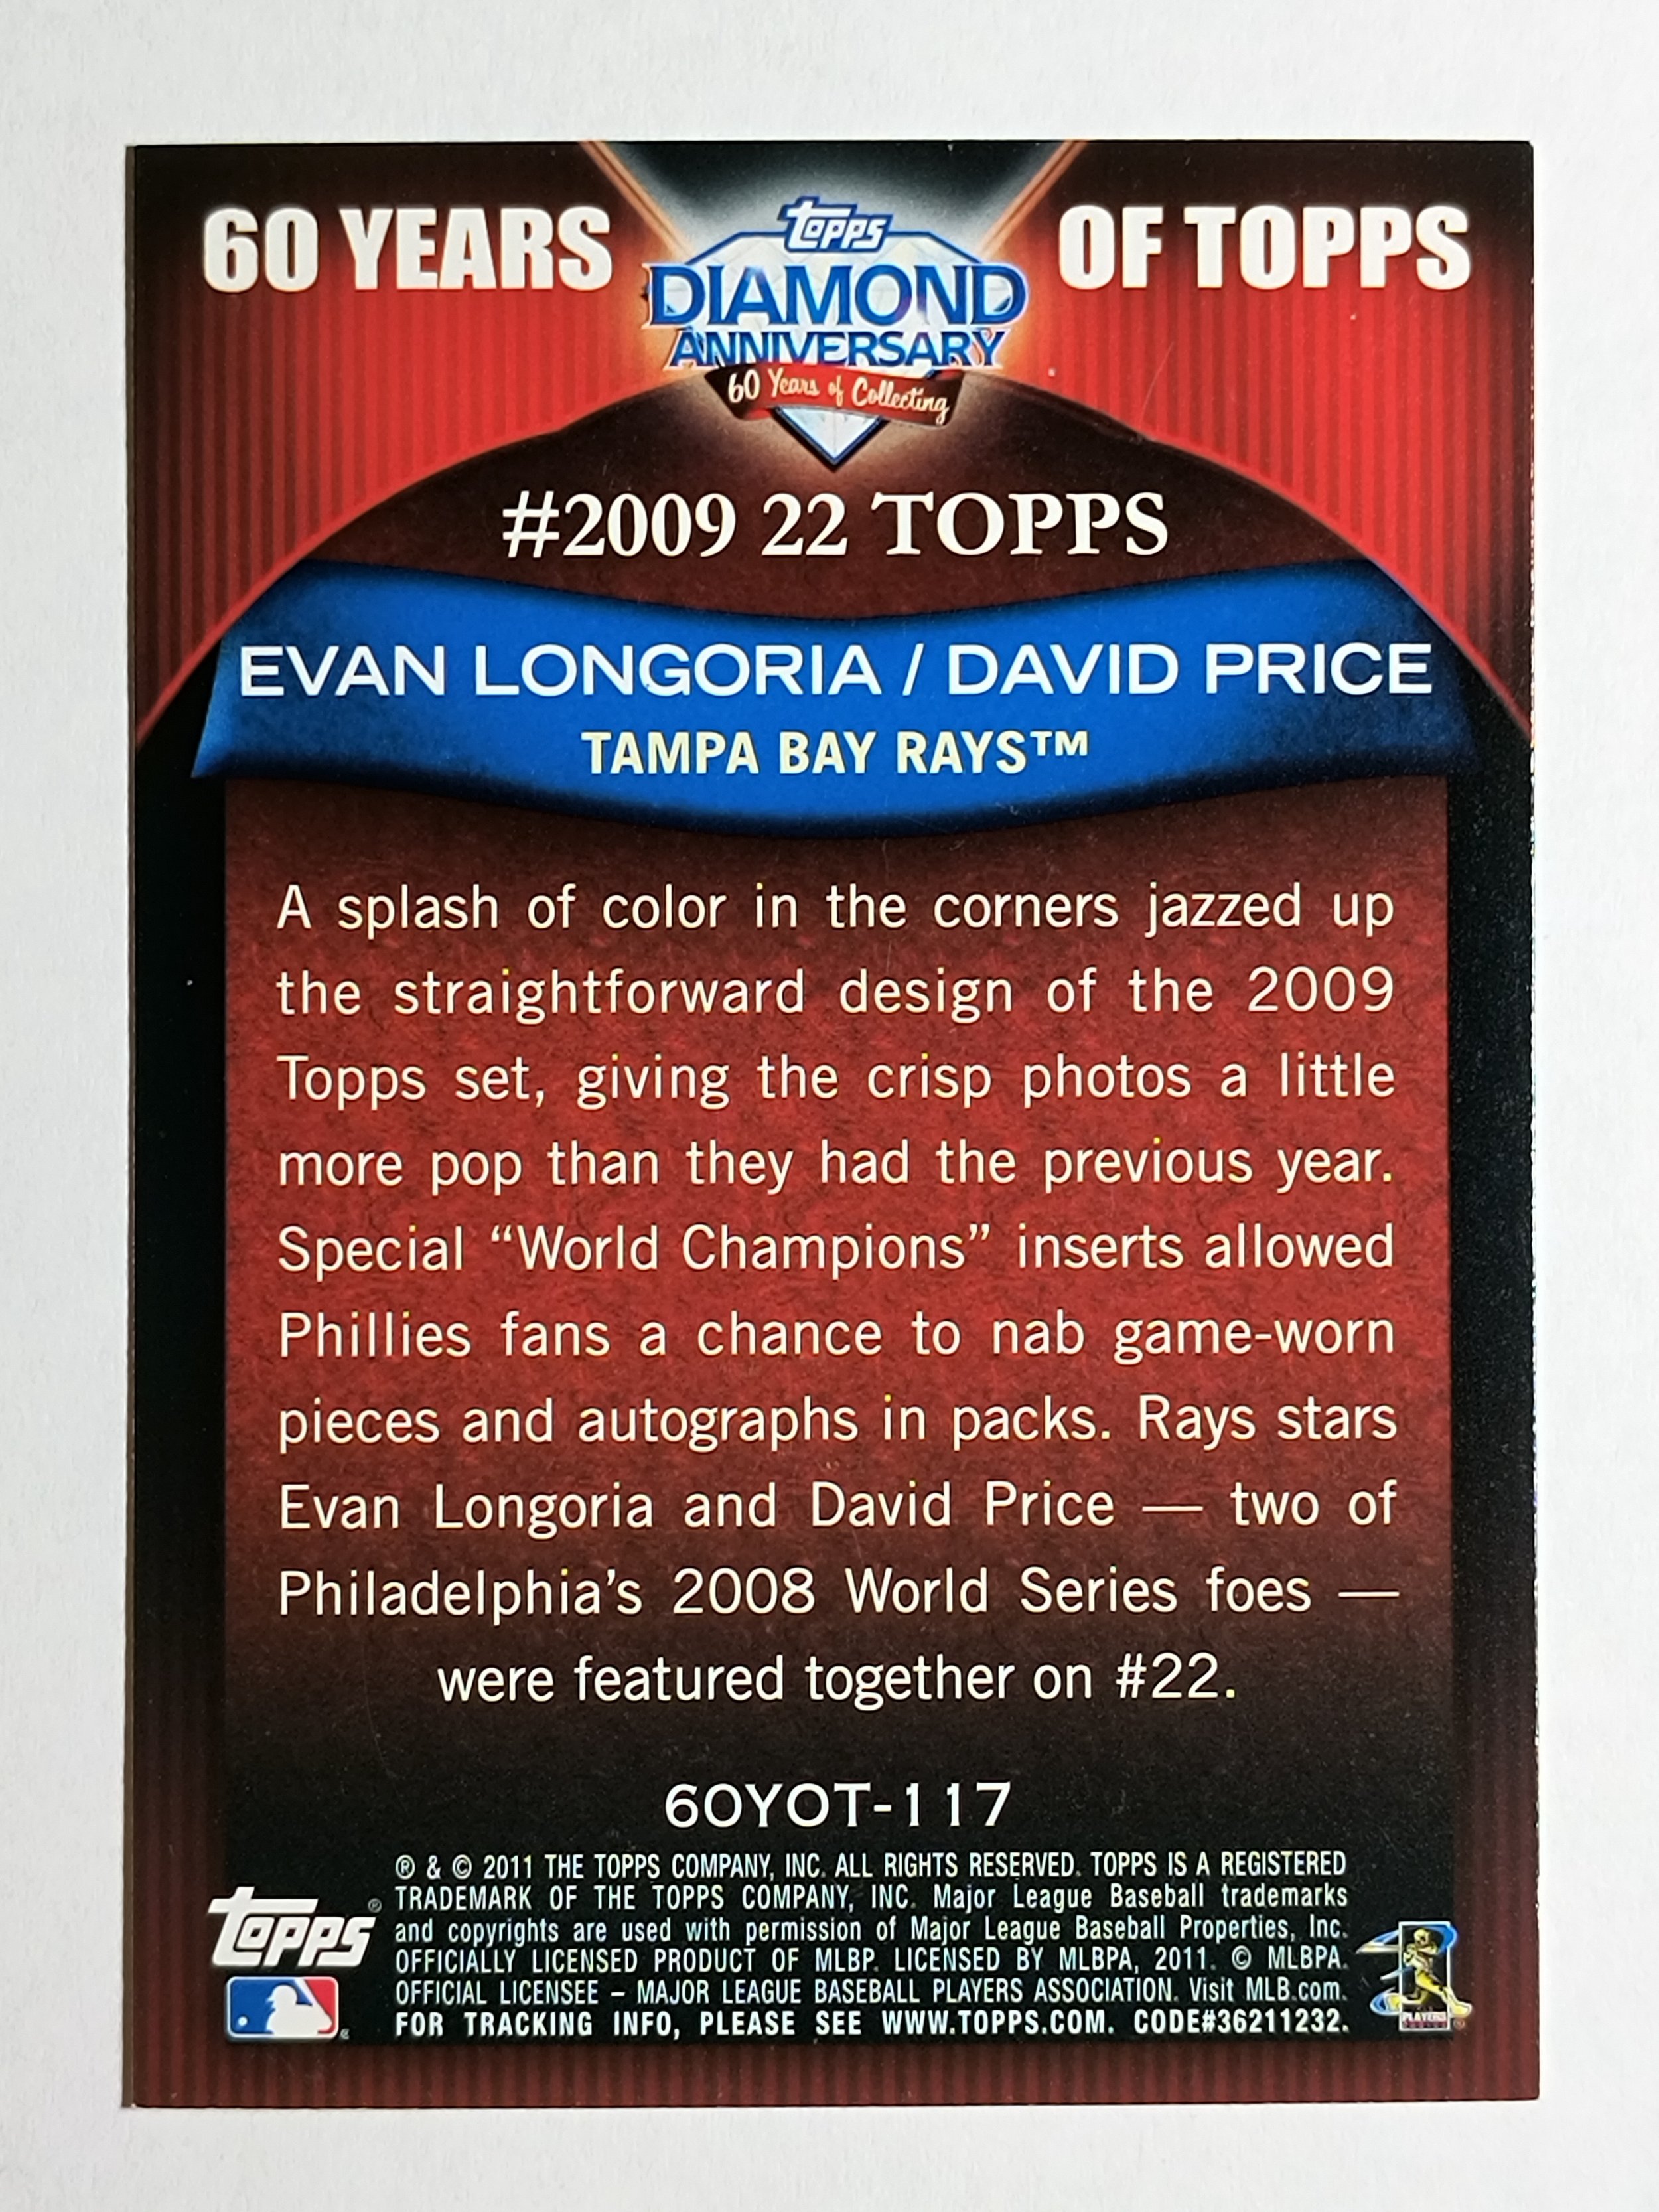 60 YEARS OF TOPPS
topps
DIAMOND
ANNIVERSARY
60 Years of Collecting
#2009 22 TOPPS
EVAN LONGORIA / DAVID PRICE
TAMPA BAY RAYS™
A splash of color in the corners jazzed up
the straightforward design of the 2009
Topps set, giving the crisp photos a little
more pop than they had the previous year.
Special “World Champions” inserts allowed
Phillies fans a chance to nab game-worn
pieces and autographs in packs. Rays stars
Evan Longoria and David Price — two of
Philadelphia’s 2008 World Series foes —
were featured together on #22.
60YOT-117
® & © 2011 THE TOPPS COMPANY, INC. ALL RIGHTS RESERVED. TOPPS IS A REGISTERED
TRADEMARK OF THE TOPPS COMPANY, INC. Major League Baseball trademarks
and copyrights are used with permission of Major League Baseball Properties, Inc.
OFFICIALLY LICENSED PRODUCT OF MLBP. LICENSED BY MLBPA, 2011. © MLBPA.
OFFICIAL LICENSEE – MAJOR LEAGUE BASEBALL PLAYERS ASSOCIATION. Visit MLB.com.
FOR TRACKING INFO, PLEASE SEE WWW.TOPPS.COM. CODE#36211232.
topps®
PLAYERS